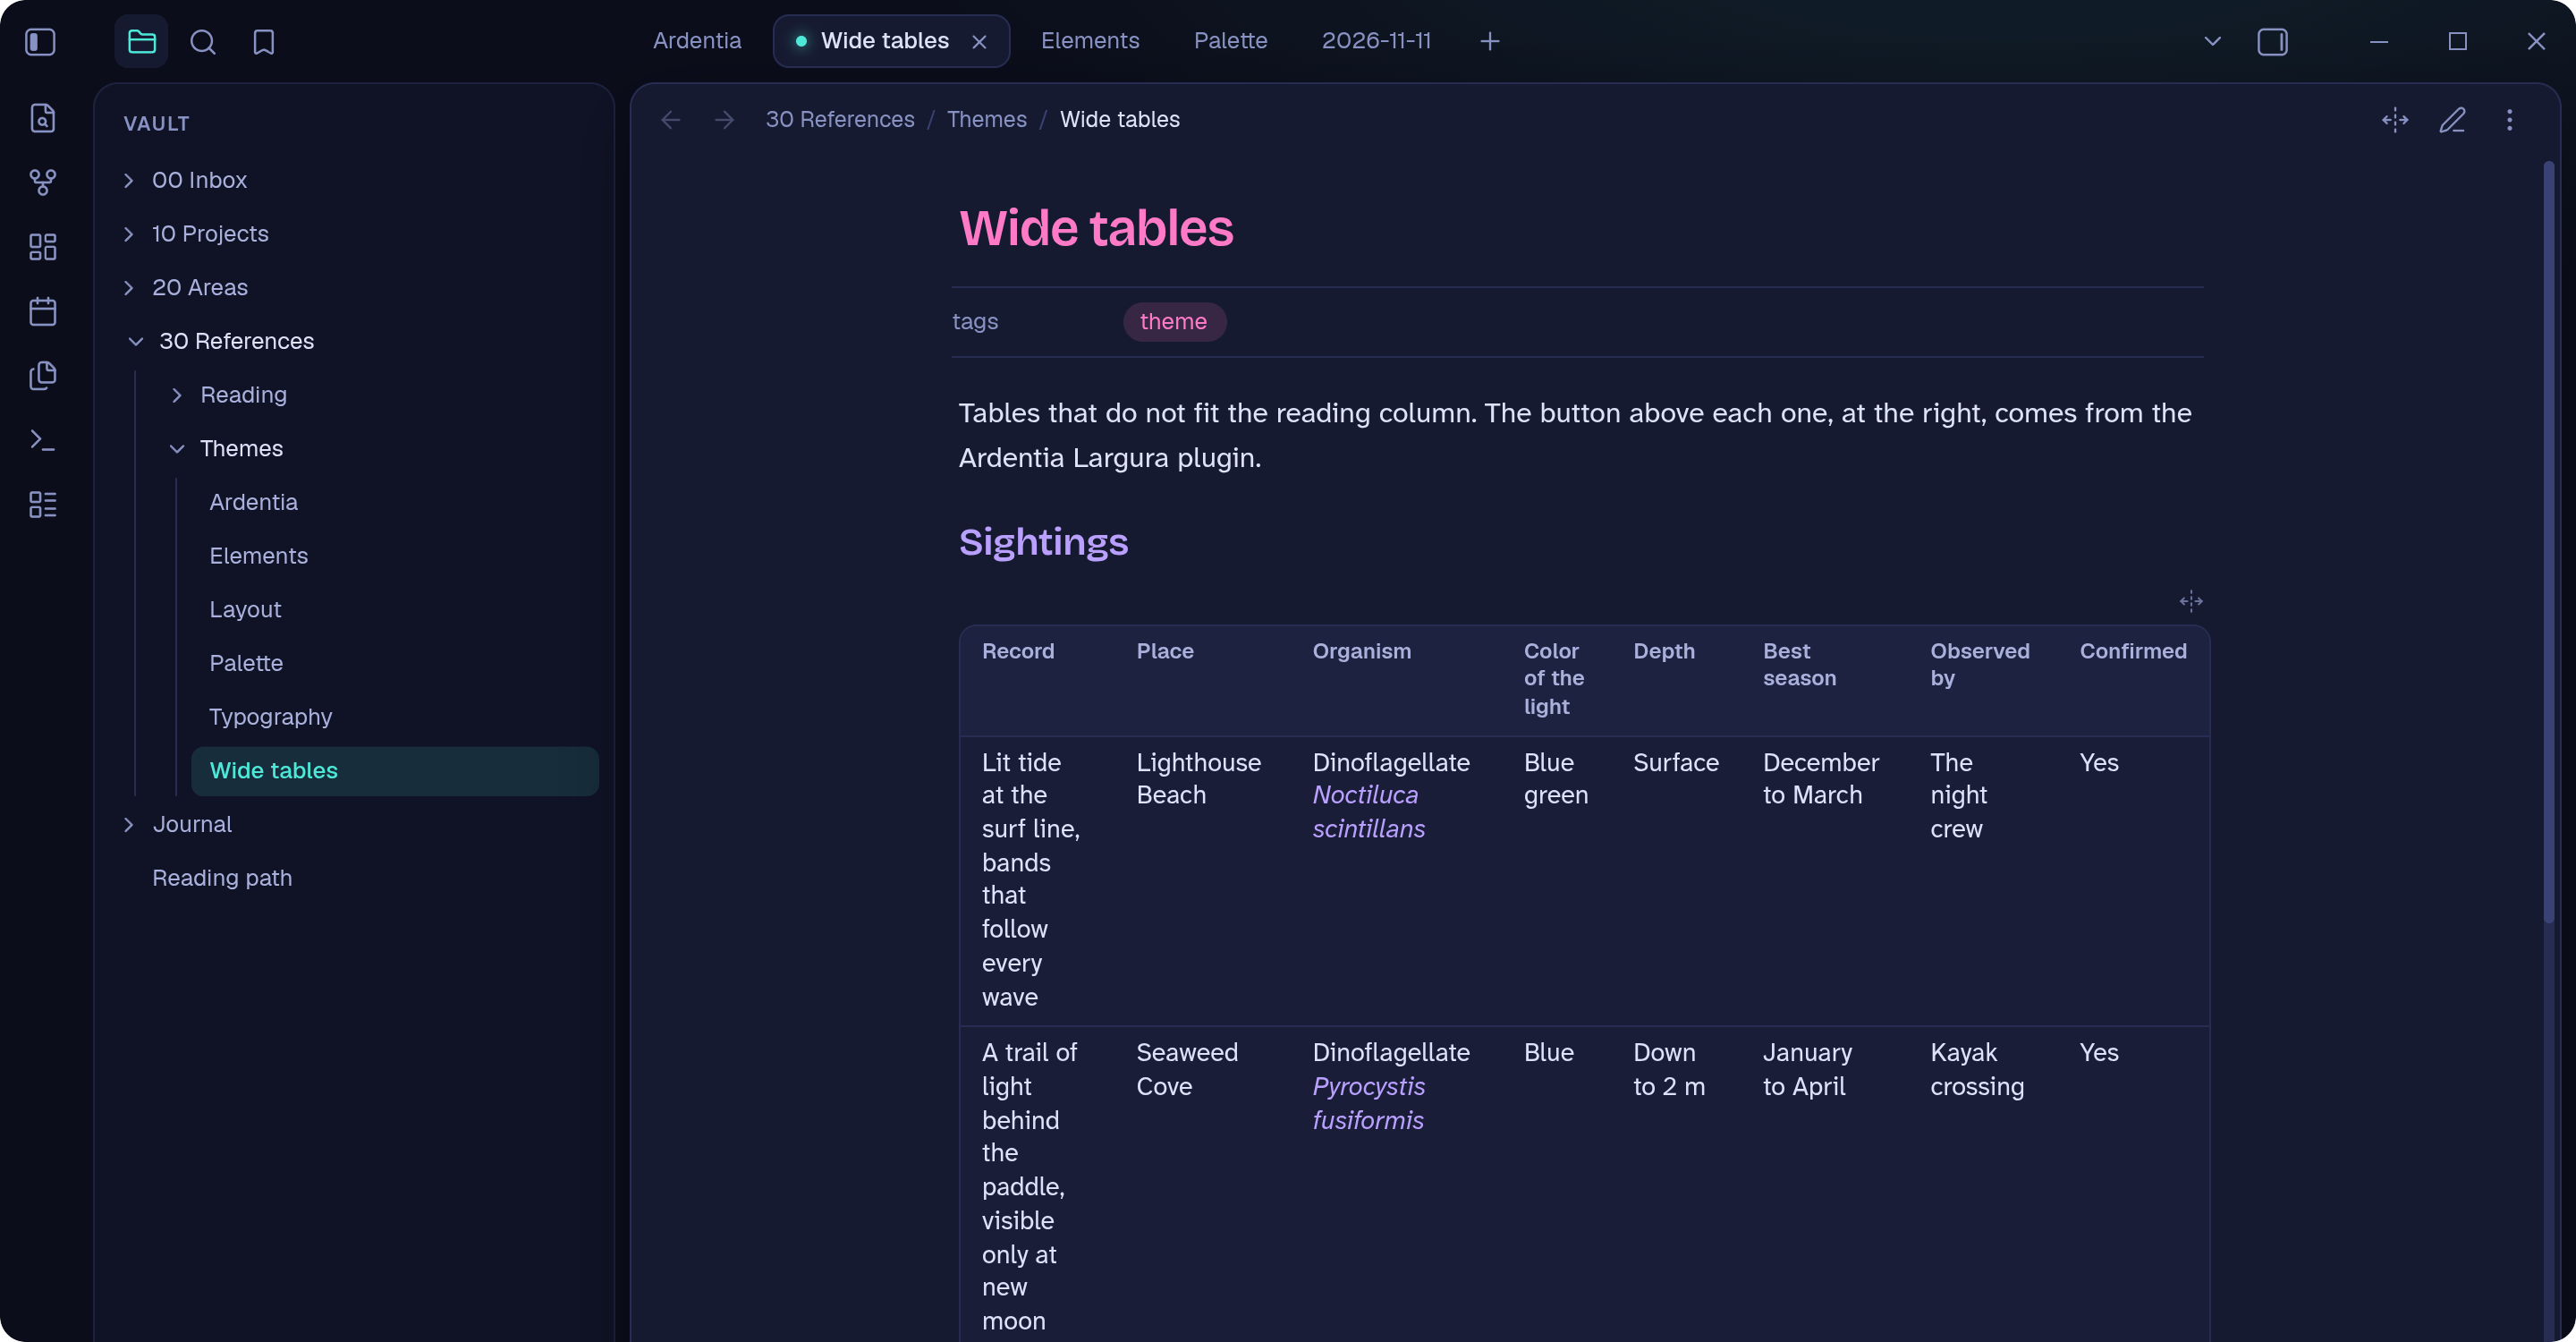 Ardentia
Wide tables
Elements
Palette
2026-11-11
VAULT
00 Inbox
10 Projects
20 Areas
30 References
Reading
Themes
Ardentia
Elements
Layout
Palette
Typography
Wide tables
Journal
Reading path
30 References / Themes / Wide tables
Wide tables
tags theme
Tables that do not fit the reading column. The button above each one, at the right, comes from the
Ardentia Largura plugin.
Sightings
Record
Place
Organism
Color
of the
light
Depth
Best
season
Observed
by
Confirmed
Lit tide
at the
surf line,
bands
that
follow
every
wave
Lighthouse
Beach
Dinoflagellate
Noctiluca
scintillans
Blue
green
Surface
December
to March
The
night
crew
Yes
A trail of
light
behind
the
paddle,
visible
only at
new
moon
Seaweed
Cove
Dinoflagellate
Pyrocystis
fusiformis
Blue
Down
to 2 m
January
to April
Kayak
crossing
Yes